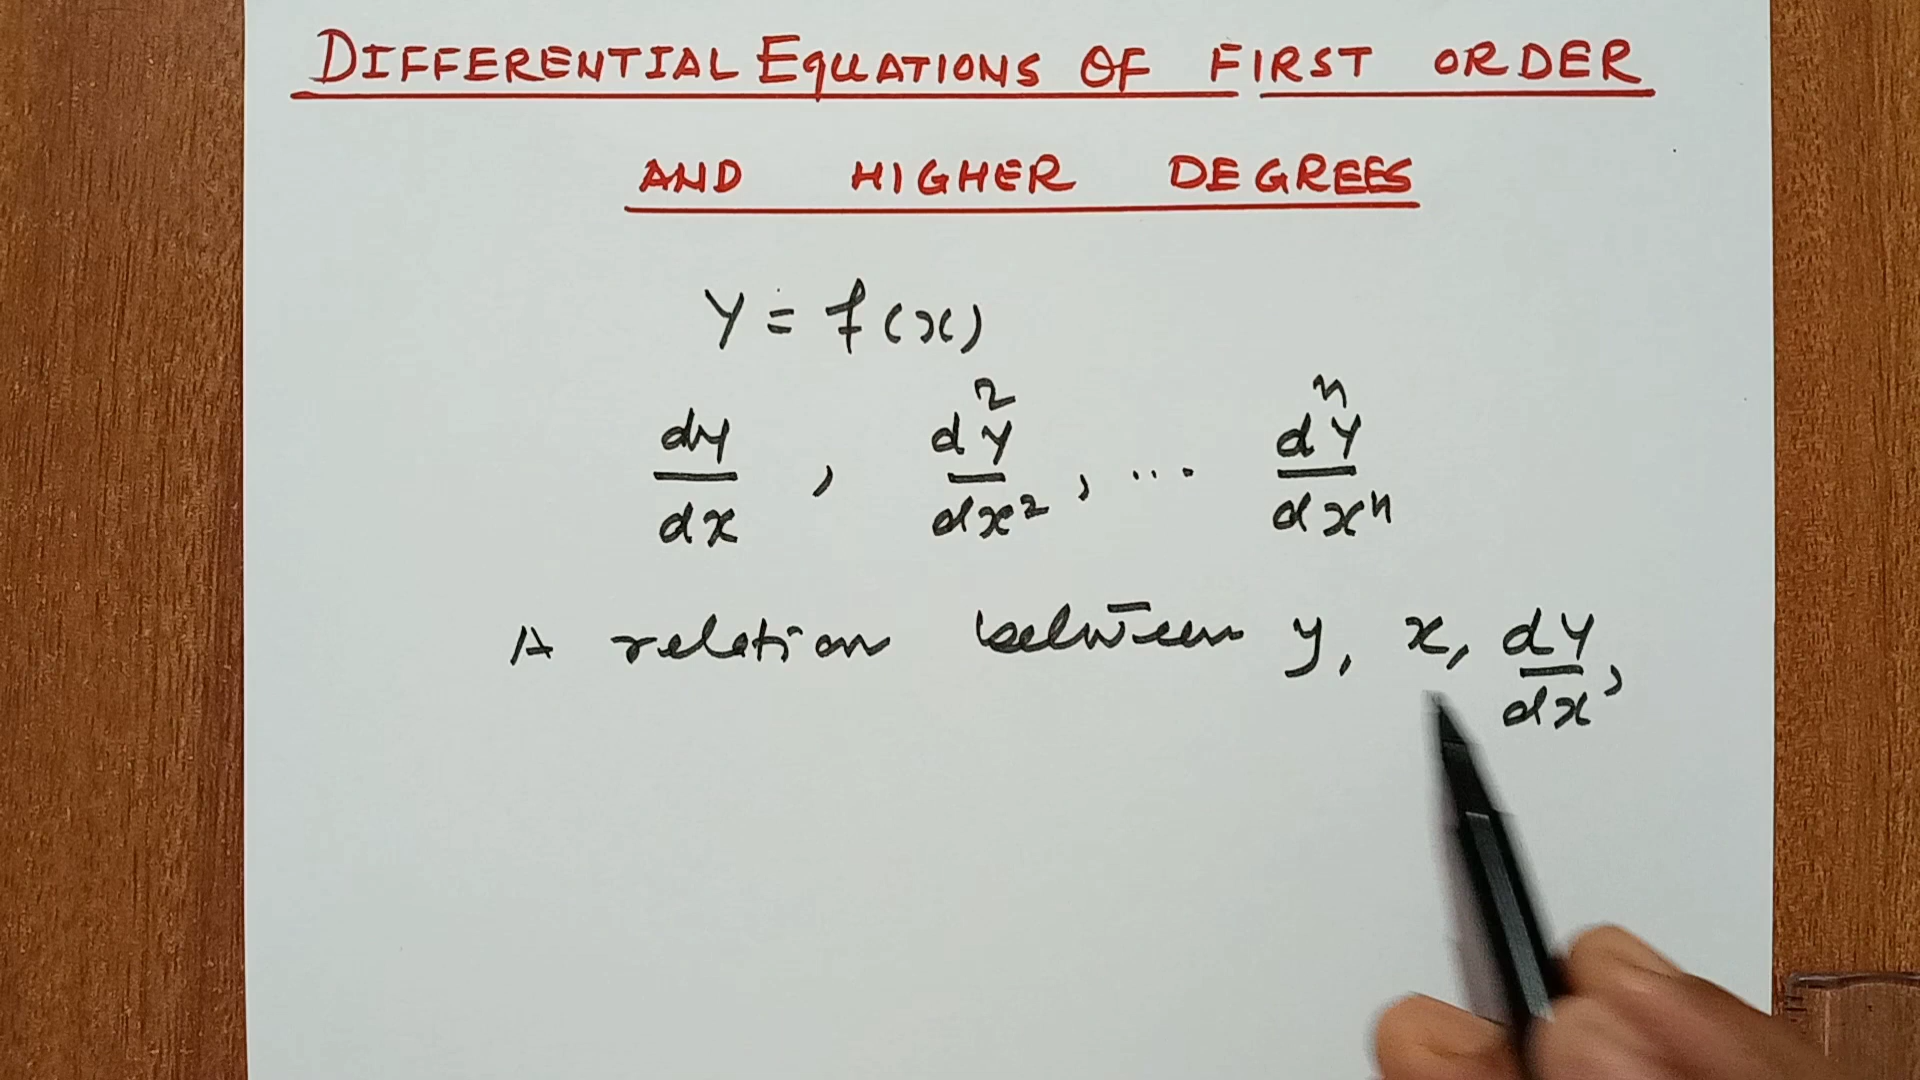 DIFFERENTIAL EQUATIONS OF FIRST ORDER
AND HIGHER DEGREES
y = f(x)
dy/dx , d²y/dx² , ... dⁿy/dxⁿ
A relation between y, x, dy/dx,